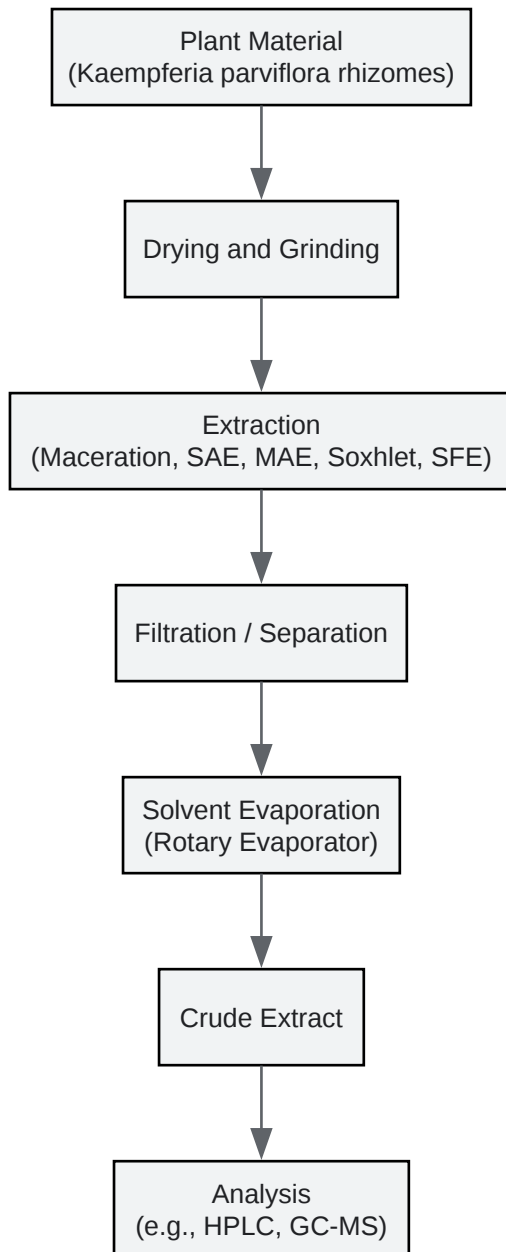 Plant Material
(Kaempferia parviflora rhizomes)
Drying and Grinding
Extraction
(Maceration, SAE, MAE, Soxhlet, SFE)
Filtration / Separation
Solvent Evaporation
(Rotary Evaporator)
Crude Extract
Analysis
(e.g., HPLC, GC-MS)